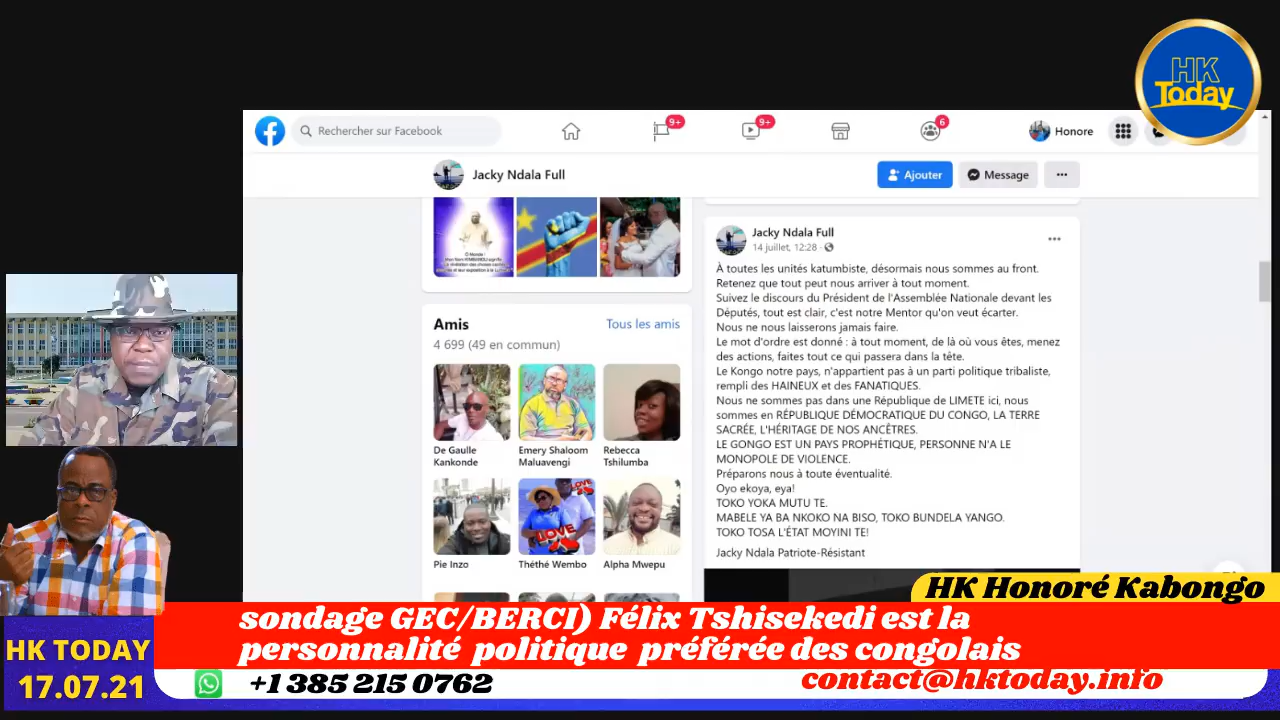 HK
Today
Rechercher sur Facebook
9+
9+
6
Honore
Jacky Ndala Full
Ajouter
Message
Amis
Tous les amis
4 699 (49 en commun)
De Gaulle
Kankonde
Emery Shaloom
Maluavengi
Rebecca
Tshilumba
Pie Inzo
Théthé Wembo
Alpha Mwepu
Jacky Ndala Full
14 juillet, 12:28 ·
À toutes les unités katumbiste, désormais nous sommes au front.
Retenez que tout peut nous arriver à tout moment.
Suivez le discours du Président de l'Assemblée Nationale devant les
Députés, tout est clair, c'est notre Mentor qu'on veut écarter.
Nous ne nous laisserons jamais faire.
Le mot d'ordre est donné : à tout moment, de là où vous êtes, menez
des actions, faites tout ce qui passera dans la tête.
Le Kongo notre pays, n'appartient pas à un parti politique tribaliste,
rempli des HAINEUX et des FANATIQUES.
Nous ne sommes pas dans une République de LIMETE ici, nous
sommes en RÉPUBLIQUE DÉMOCRATIQUE DU CONGO, LA TERRE
SACRÉE, L'HÉRITAGE DE NOS ANCÊTRES.
LE GONGO EST UN PAYS PROPHÉTIQUE, PERSONNE N'A LE
MONOPOLE DE VIOLENCE.
Préparons nous à toute éventualité.
Oyo ekoya, eya!
TOKO YOKA MUTU TE.
MABELE YA BA NKOKO NA BISO, TOKO BUNDELA YANGO.
TOKO TOSA L'ÉTAT MOYINI TE!
Jacky Ndala Patriote-Résistant
HK Honoré Kabongo
sondage GEC/BERCI) Félix Tshisekedi est la
personnalité politique préférée des congolais
HK TODAY
17.07.21
+1 385 215 0762
contact@hktoday.info